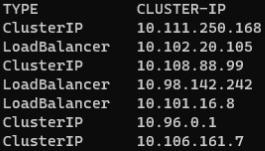 TYPE CLUSTER-IP
ClusterIP 10.111.250.168
LoadBalancer 10.102.20.105
ClusterIP 10.108.88.99
LoadBalancer 10.98.142.242
LoadBalancer 10.101.16.8
ClusterIP 10.96.0.1
ClusterIP 10.106.161.7